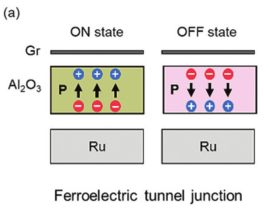 (a)
ON state OFF state
Gr
Al₂O₃
+ + + − − −
P P
− − − + + +
Ru Ru
Ferroelectric tunnel junction